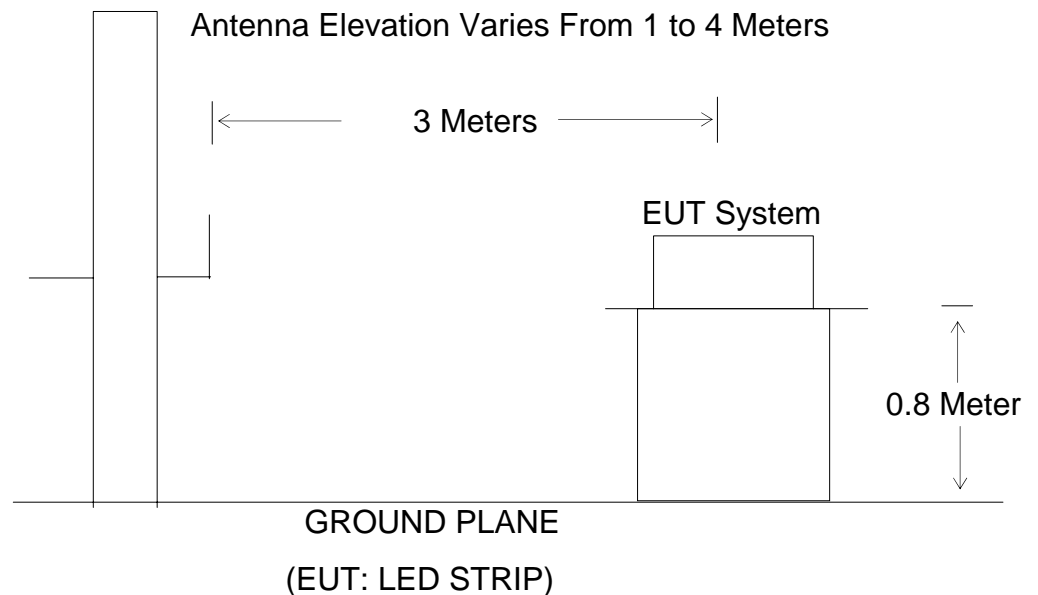 Antenna Elevation Varies From 1 to 4 Meters
3 Meters
EUT System
0.8 Meter
GROUND PLANE
(EUT: LED STRIP)